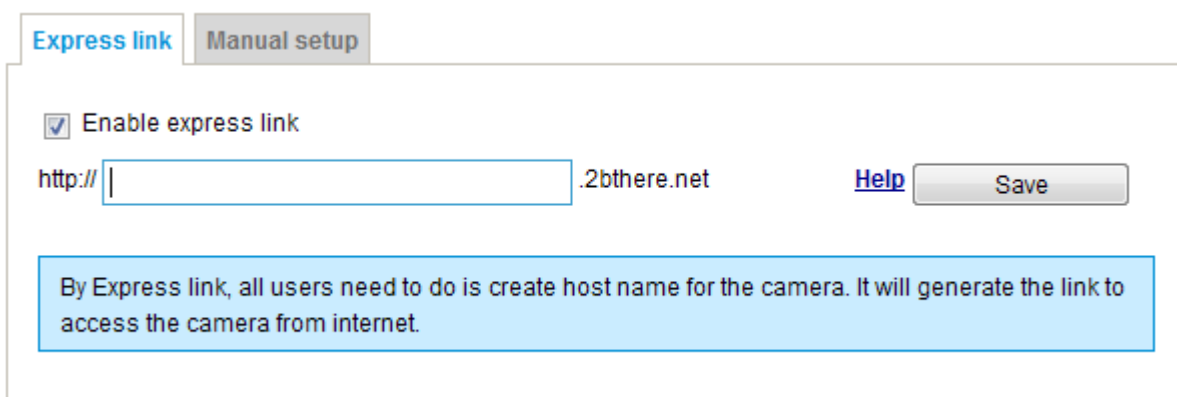 Express link Manual setup
Enable express link
http:// .2bthere.net Help Save
By Express link, all users need to do is create host name for the camera. It will generate the link to
access the camera from internet.